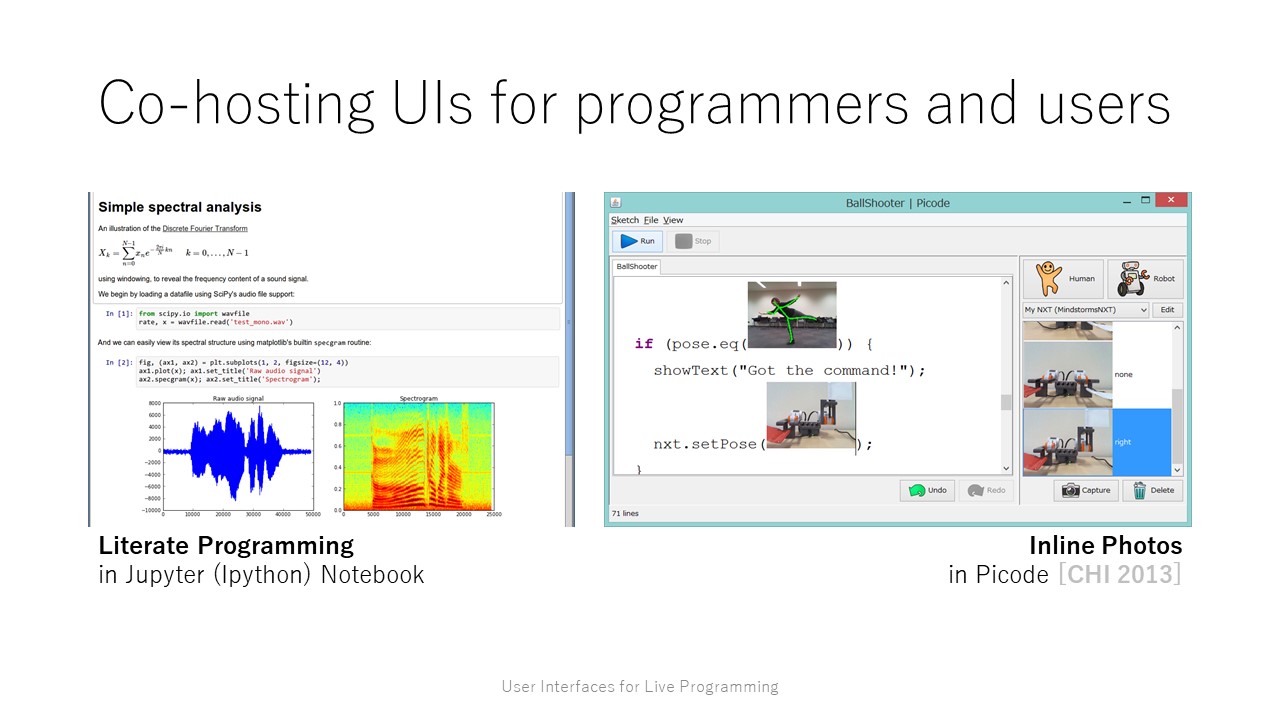 Co-hosting UIs for programmers and users
Simple spectral analysis
An illustration of the Discrete Fourier Transform
X_k = \sum_{n=0}^{N-1} x_n e^{-\frac{2\pi i}{N} kn} k = 0, . . . , N − 1
using windowing, to reveal the frequency content of a sound signal.
We begin by loading a datafile using SciPy's audio file support:
In [1]: from scipy.io import wavfile
rate, x = wavfile.read('test_mono.wav')
And we can easily view its spectral structure using matplotlib's builtin specgram routine:
In [2]: fig, (ax1, ax2) = plt.subplots(1, 2, figsize=(12, 4))
ax1.plot(x); ax1.set_title('Raw audio signal')
ax2.specgram(x); ax2.set_title('Spectrogram');
Raw audio signal
8000
6000
4000
2000
0
−2000
−4000
−6000
−8000
−10000
0 10000 20000 30000 40000 50000
Spectrogram
1.0
0.8
0.6
0.4
0.2
0.0
0 5000 10000 15000 20000 25000
Literate Programming
in Jupyter (Ipython) Notebook
BallShooter | Picode
Sketch File View
Run Stop
BallShooter
if (pose.eq( )) {
showText("Got the command!");
nxt.setPose( );
}
Undo Redo
71 lines
Human Robot
My NXT (MindstormsNXT) Edit
none
right
Capture Delete
Inline Photos
in Picode [CHI 2013]
User Interfaces for Live Programming